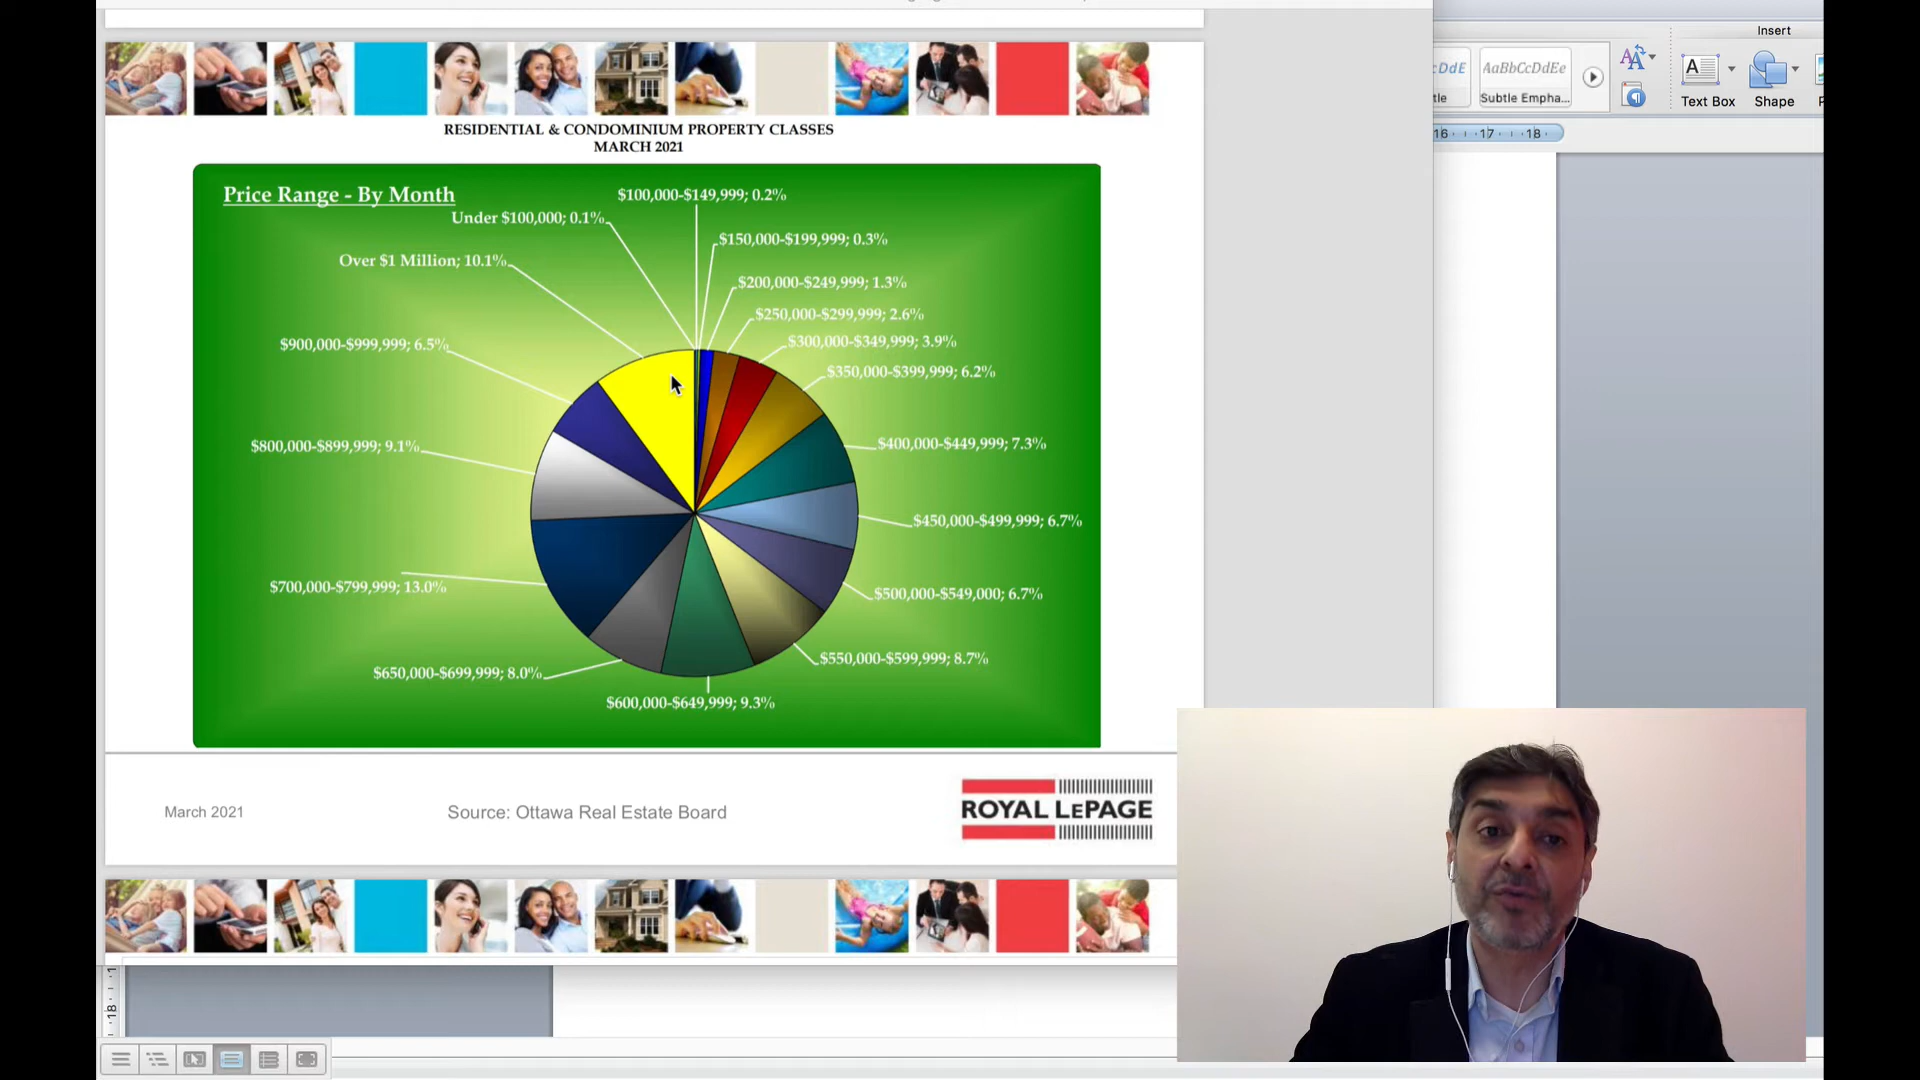 Insert
cDdE
AaBbCcDdEe
tle
Subtle Empha...
A
Text Box
Shape
16
17
18
RESIDENTIAL & CONDOMINIUM PROPERTY CLASSES
MARCH 2021
Price Range - By Month
$100,000-$149,999; 0.2%
Under $100,000; 0.1%
$150,000-$199,999; 0.3%
Over $1 Million; 10.1%
$200,000-$249,999; 1.3%
$250,000-$299,999; 2.6%
$900,000-$999,999; 6.5%
$300,000-$349,999; 3.9%
$350,000-$399,999; 6.2%
$800,000-$899,999; 9.1%
$400,000-$449,999; 7.3%
$450,000-$499,999; 6.7%
$700,000-$799,999; 13.0%
$500,000-$549,000; 6.7%
$650,000-$699,999; 8.0%
$550,000-$599,999; 8.7%
$600,000-$649,999; 9.3%
March 2021
Source: Ottawa Real Estate Board
ROYAL LEPAGE
18